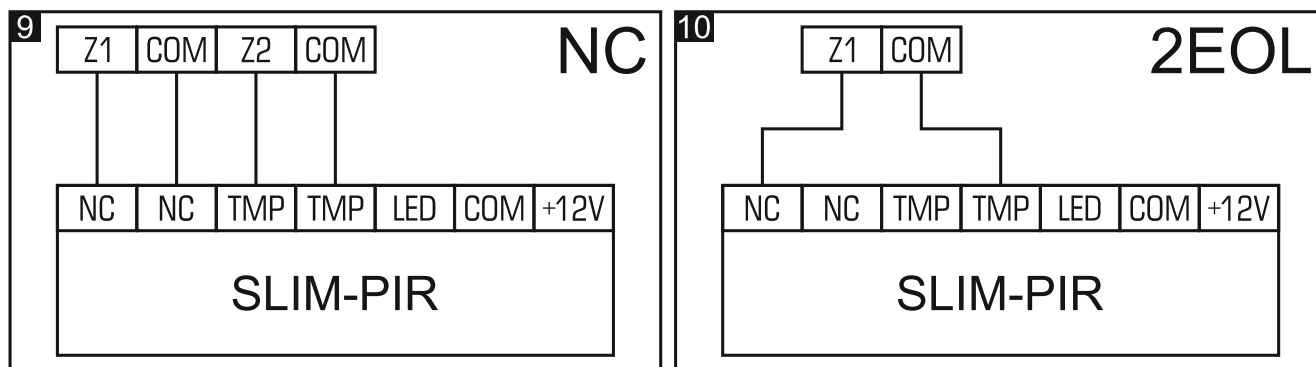 9
Z1 COM Z2 COM
NC
NC NC TMP TMP LED COM +12V
SLIM-PIR
10
Z1 COM
2EOL
NC NC TMP TMP LED COM +12V
SLIM-PIR